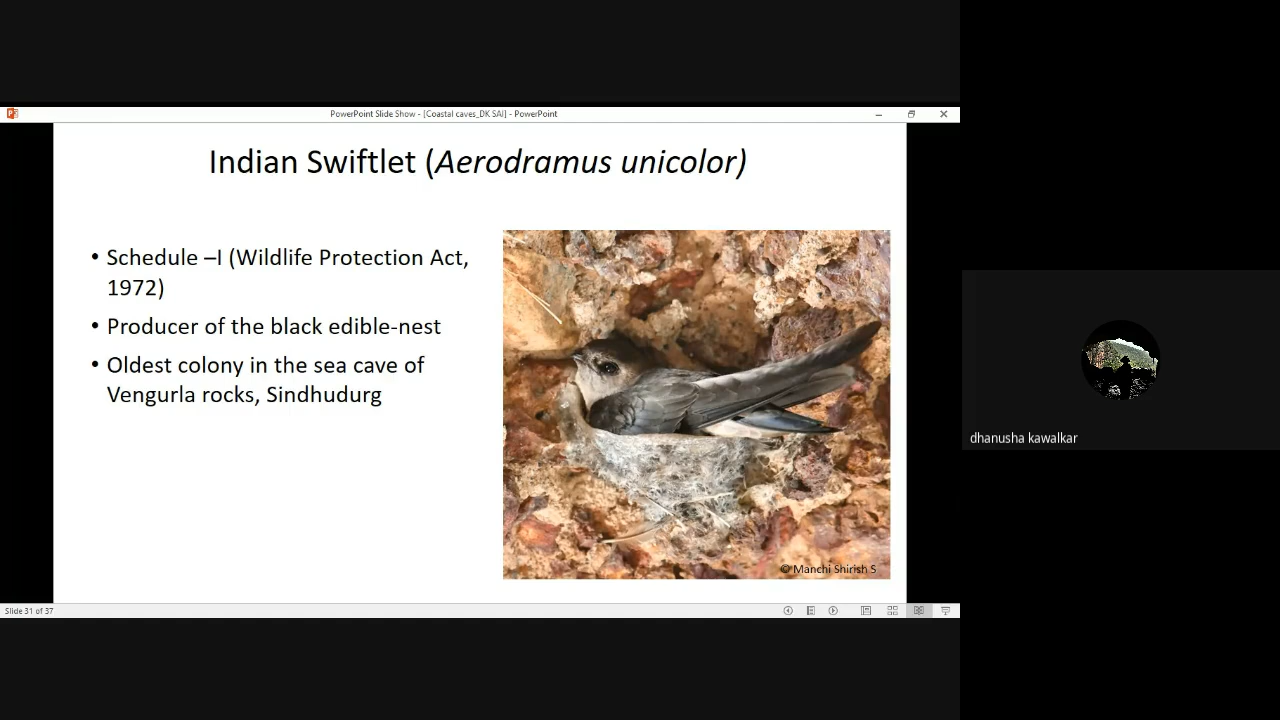 PowerPoint Slide Show - [Coastal caves_DK SAI] - PowerPoint
Indian Swiftlet (Aerodramus unicolor)
• Schedule –I (Wildlife Protection Act,
1972)
• Producer of the black edible-nest
• Oldest colony in the sea cave of
Vengurla rocks, Sindhudurg
© Manchi Shirish S
Slide 31 of 37
dhanusha kawalkar